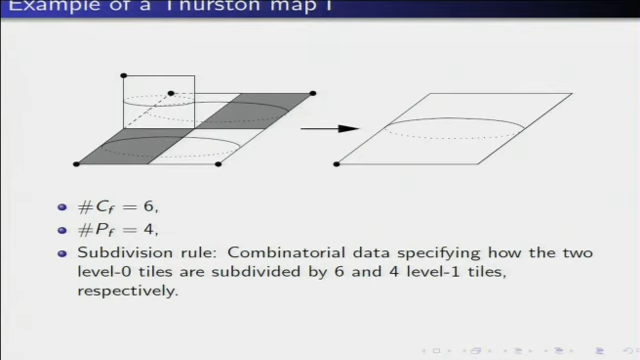 Example of a Thurston map I
#C_f = 6,
#P_f = 4,
Subdivision rule: Combinatorial data specifying how the two
level-0 tiles are subdivided by 6 and 4 level-1 tiles,
respectively.